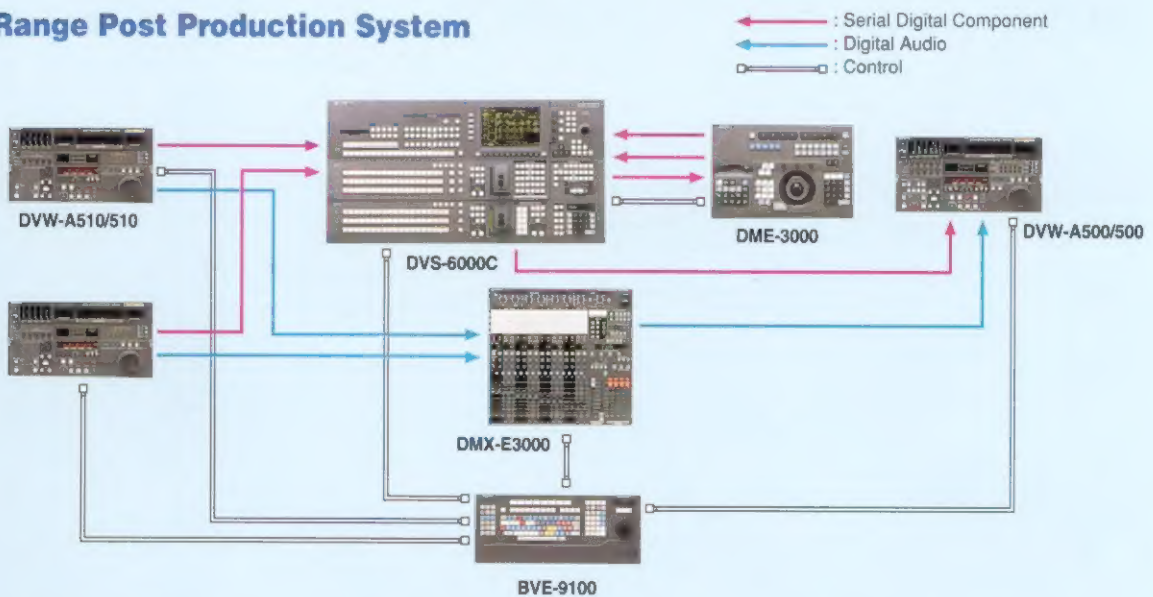 Range Post Production System
: Serial Digital Component
: Digital Audio
: Control
DVW-A510/510
DVS-6000C
DME-3000
DVW-A500/500
DMX-E3000
BVE-9100